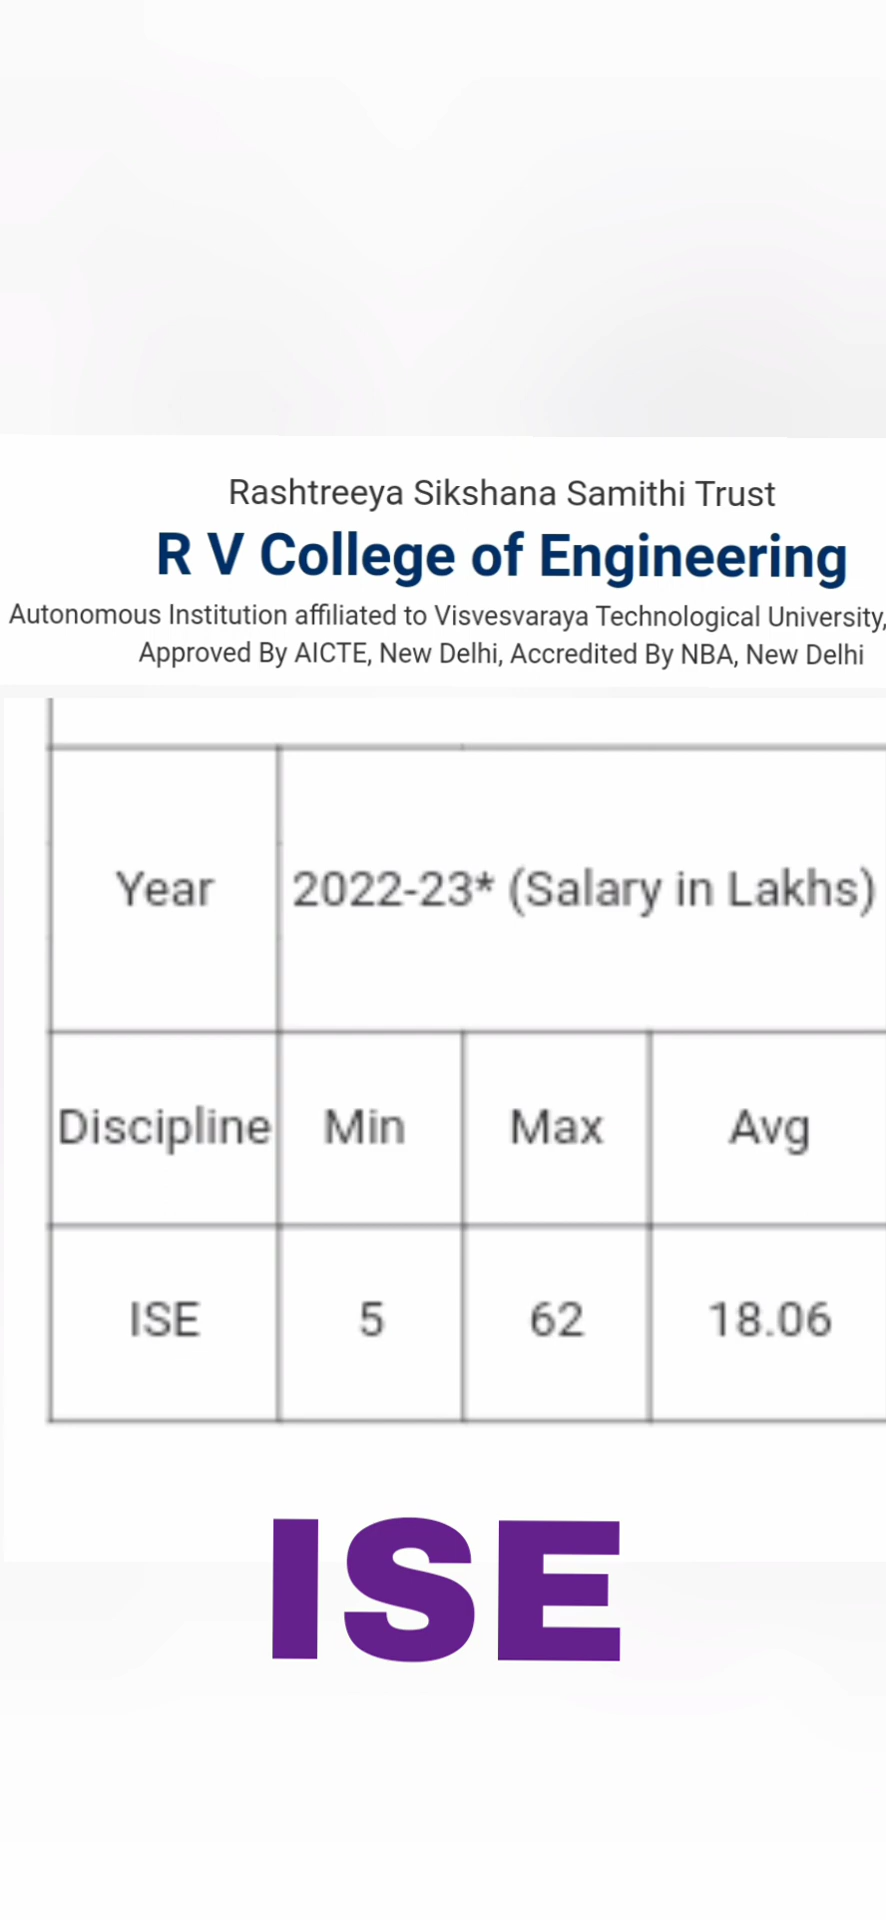 Rashtreeya Sikshana Samithi Trust
R V College of Engineering
Autonomous Institution affiliated to Visvesvaraya Technological University,
Approved By AICTE, New Delhi, Accredited By NBA, New Delhi
Year 2022-23* (Salary in Lakhs)
Discipline Min Max Avg
ISE 5 62 18.06
ISE